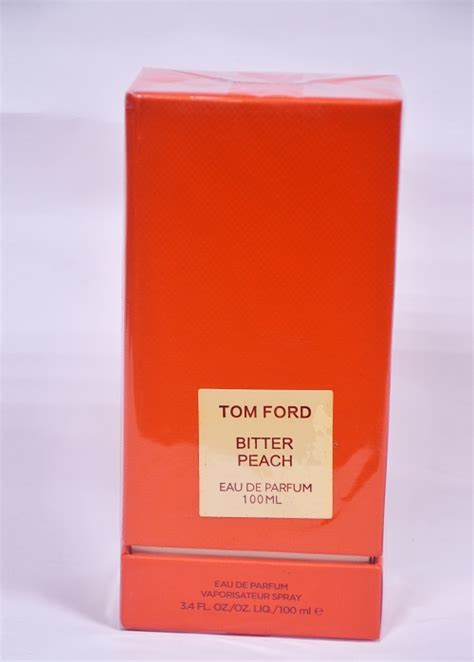 TOM FORD
BITTER
PEACH
EAU DE PARFUM
100ML
EAU DE PARFUM
VAPORISATEUR SPRAY
3.4 FL. OZ./OZ. LIQ./100 ml e